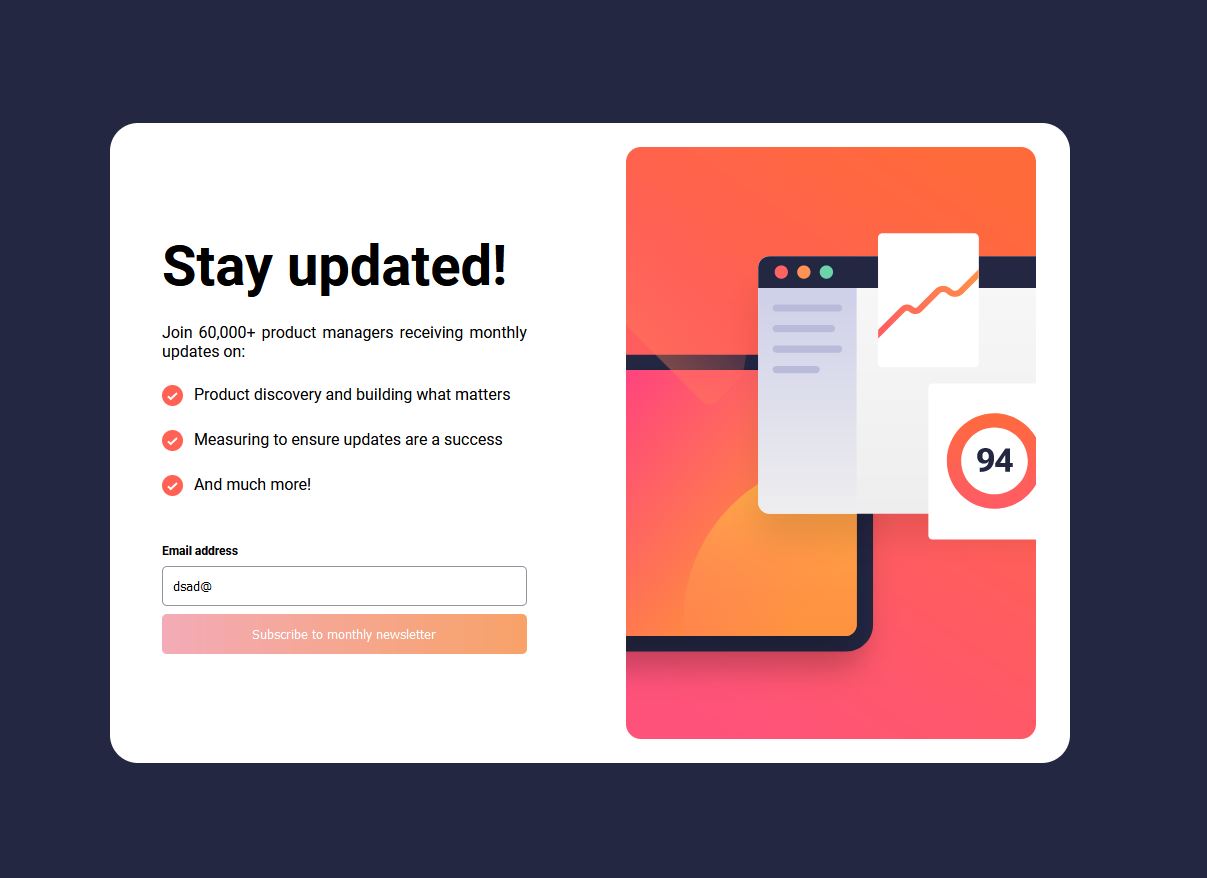 Stay updated!
Join 60,000+ product managers receiving monthly
updates on:
Product discovery and building what matters
Measuring to ensure updates are a success
And much more!
Email address
dsad@
Subscribe to monthly newsletter
94